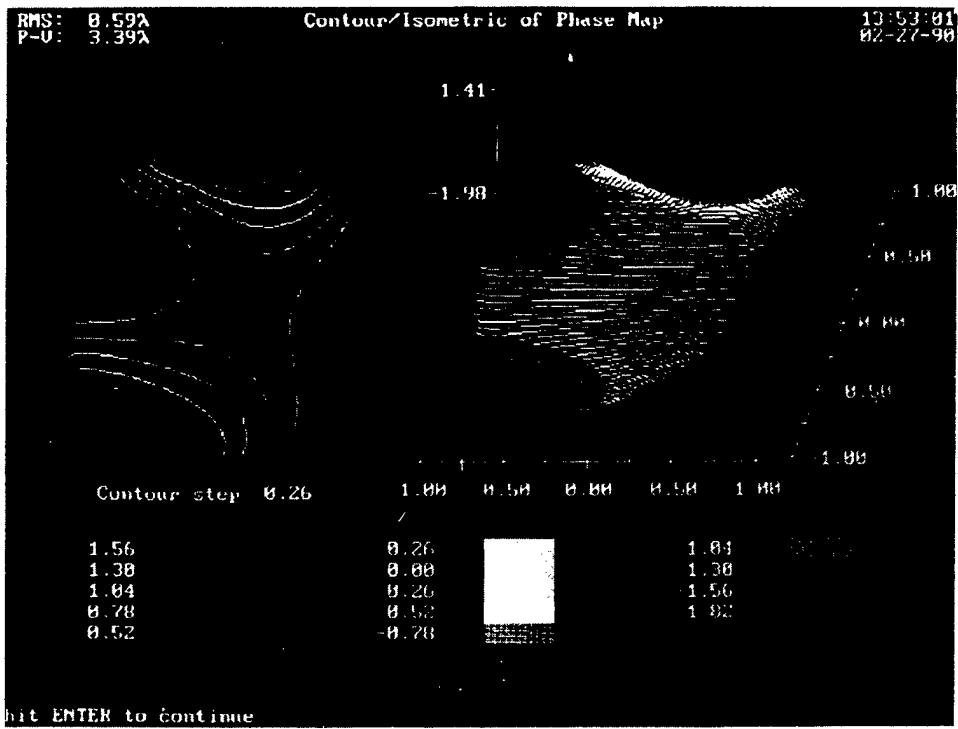 RMS: 0.59λ Contour/Isometric of Phase Map 13:53:01
P-V: 3.39λ 02-27-90
1.41
-1.98
1.00
0.50
0.00
0.50
1.00
Contour step 0.26 1.00 0.50 0.00 0.50 1.00
1.56 0.26 1.04
1.30 0.00 1.30
1.04 0.26 1.56
0.78 0.52 1.82
0.52 -0.78
hit ENTER to continue